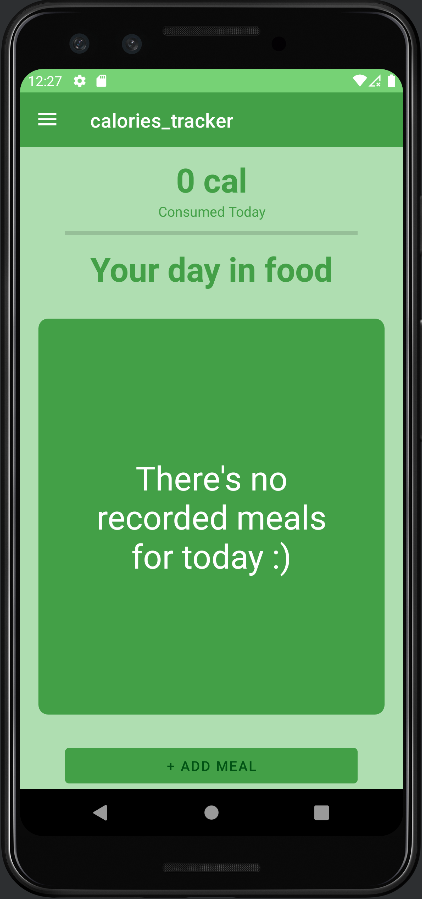 12:27
calories_tracker
0 cal
Consumed Today
Your day in food
There's no
recorded meals
for today :)
+ ADD MEAL